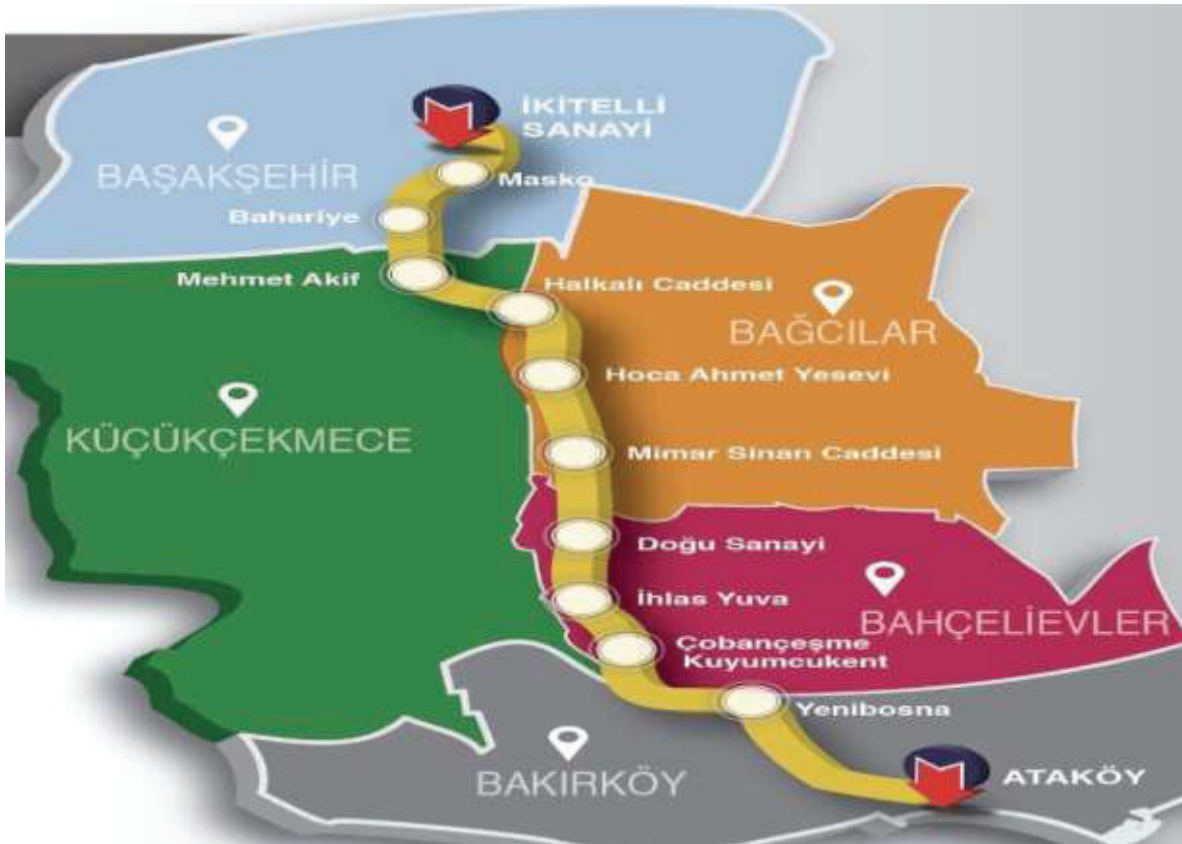 İKİTELLİ
SANAYİ
BAŞAKŞEHİR
Masko
Bahariye
Mehmet Akif
Halkalı Caddesi
BAĞCILAR
Hoca Ahmet Yesevi
KÜÇÜKÇEKMECE
Mimar Sinan Caddesi
Doğu Sanayi
İhlas Yuva
BAHÇELİEVLER
Çobançeşme
Kuyumcukent
Yenibosna
BAKIRKÖY
ATAKÖY